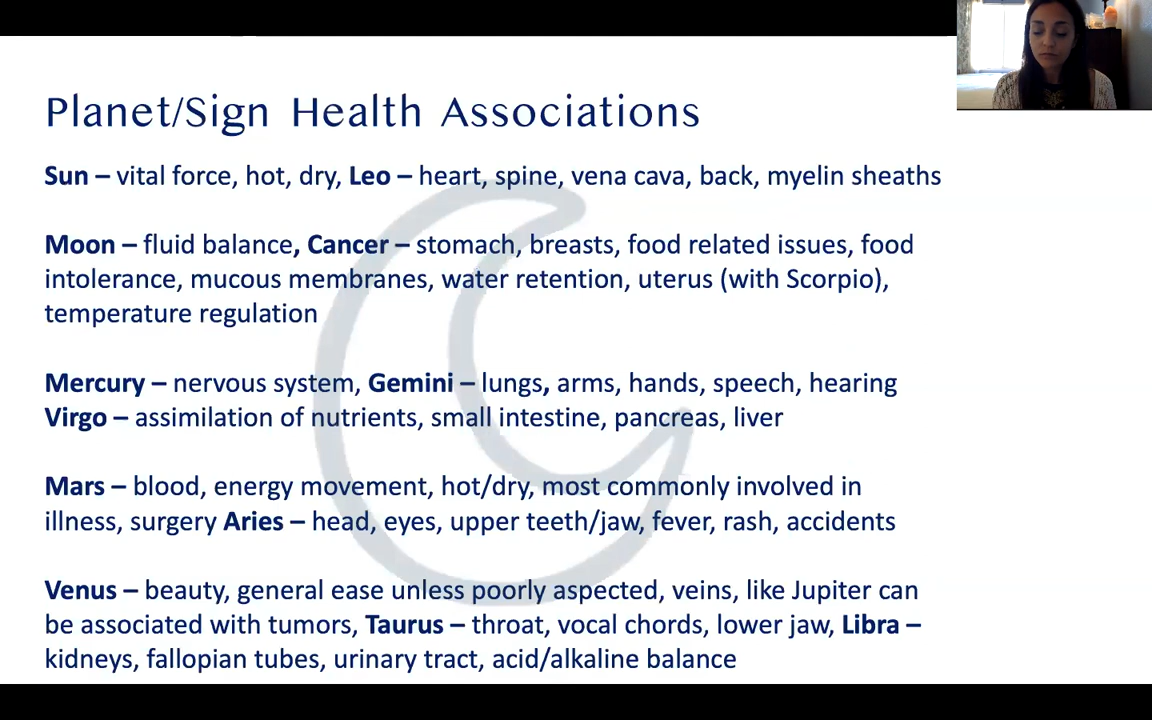 Planet/Sign Health Associations
Sun – vital force, hot, dry, Leo – heart, spine, vena cava, back, myelin sheaths
Moon – fluid balance, Cancer – stomach, breasts, food related issues, food
intolerance, mucous membranes, water retention, uterus (with Scorpio),
temperature regulation
Mercury – nervous system, Gemini – lungs, arms, hands, speech, hearing
Virgo – assimilation of nutrients, small intestine, pancreas, liver
Mars – blood, energy movement, hot/dry, most commonly involved in
illness, surgery Aries – head, eyes, upper teeth/jaw, fever, rash, accidents
Venus – beauty, general ease unless poorly aspected, veins, like Jupiter can
be associated with tumors, Taurus – throat, vocal chords, lower jaw, Libra –
kidneys, fallopian tubes, urinary tract, acid/alkaline balance